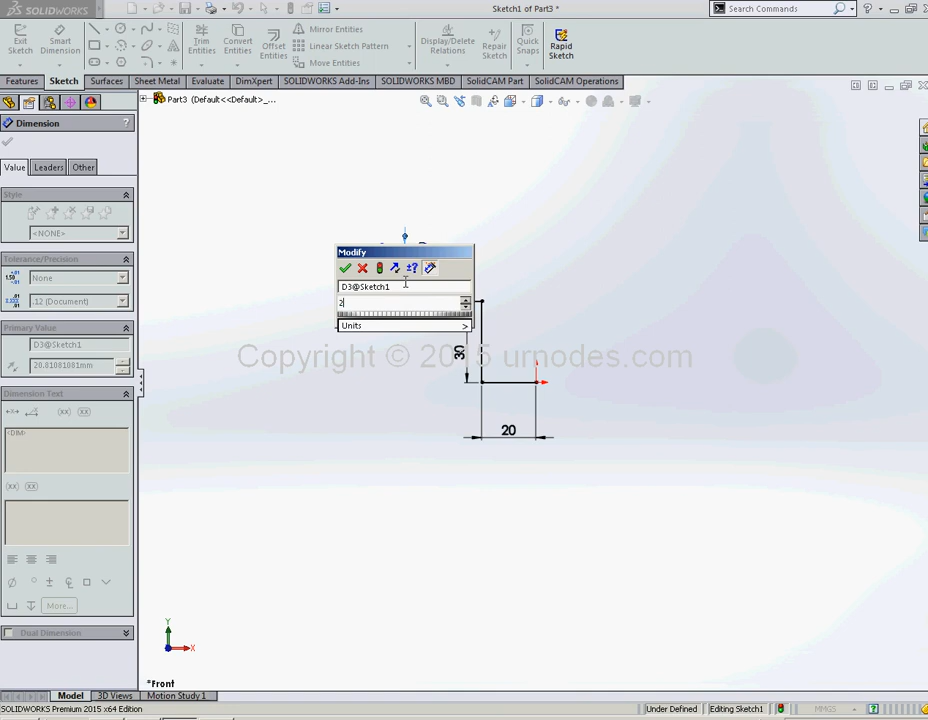 SOLIDWORKS
Sketch1 of Part3 *
Search Commands
Exit Sketch
Smart Dimension
Trim Entities
Convert Entities
Offset Entities
Mirror Entities
Linear Sketch Pattern
Move Entities
Display/Delete Relations
Repair Sketch
Quick Snaps
Rapid Sketch
Features
Sketch
Surfaces
Sheet Metal
Evaluate
DimXpert
SOLIDWORKS Add-Ins
SOLIDWORKS MBD
SolidCAM Part
SolidCAM Operations
Part3 (Default<<Default>_...
Dimension
?
Value
Leaders
Other
Style
<NONE>
Tolerance/Precision
None
.12 (Document)
Primary Value
D3@Sketch1
20.81081081mm
Dimension Text
<DIM>
More...
Dual Dimension
Modify
D3@Sketch1
2
Units >
30
20
Copyright © 2015 urnodes.com
Y
X
*Front
Model
3D Views
Motion Study 1
SOLIDWORKS Premium 2015 x64 Edition
Under Defined
Editing Sketch1
MMGS